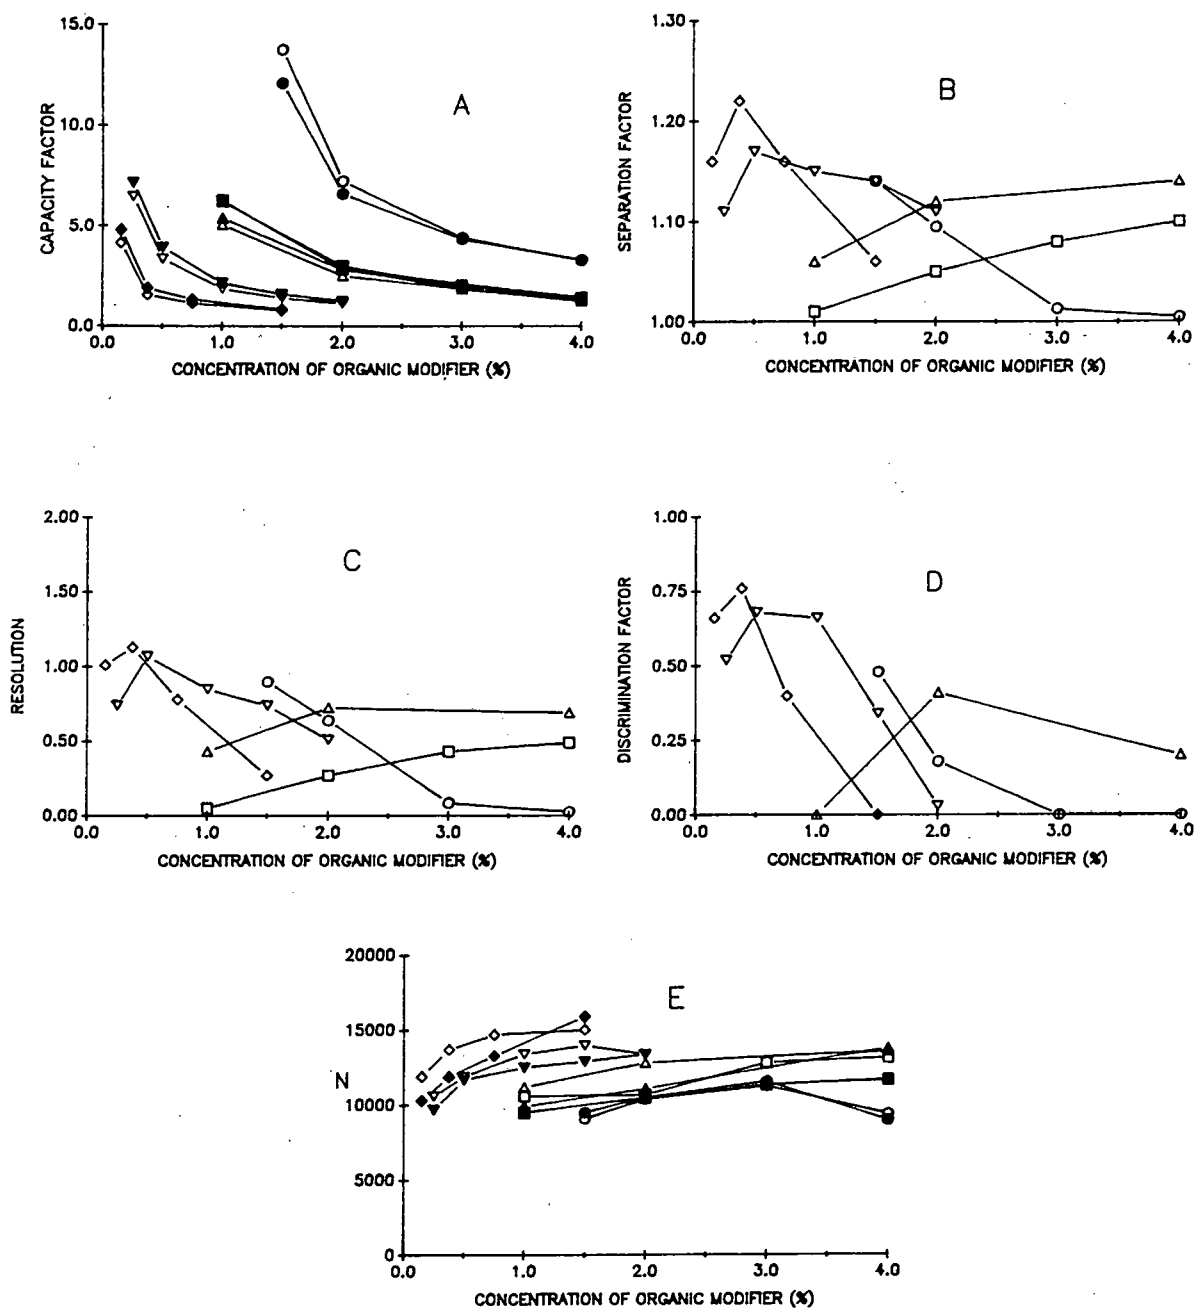 15.0
10.0
5.0
0.0
CAPACITY FACTOR
A
0.0 1.0 2.0 3.0 4.0
CONCENTRATION OF ORGANIC MODIFIER (%)
1.30
1.20
1.10
1.00
SEPARATION FACTOR
B
0.0 1.0 2.0 3.0 4.0
CONCENTRATION OF ORGANIC MODIFIER (%)
2.00
1.50
1.00
0.50
0.00
RESOLUTION
C
0.0 1.0 2.0 3.0 4.0
CONCENTRATION OF ORGANIC MODIFIER (%)
1.00
0.75
0.50
0.25
0.00
DISCRIMINATION FACTOR
D
0.0 1.0 2.0 3.0 4.0
CONCENTRATION OF ORGANIC MODIFIER (%)
20000
15000
10000
5000
0
N
E
0.0 1.0 2.0 3.0 4.0
CONCENTRATION OF ORGANIC MODIFIER (%)